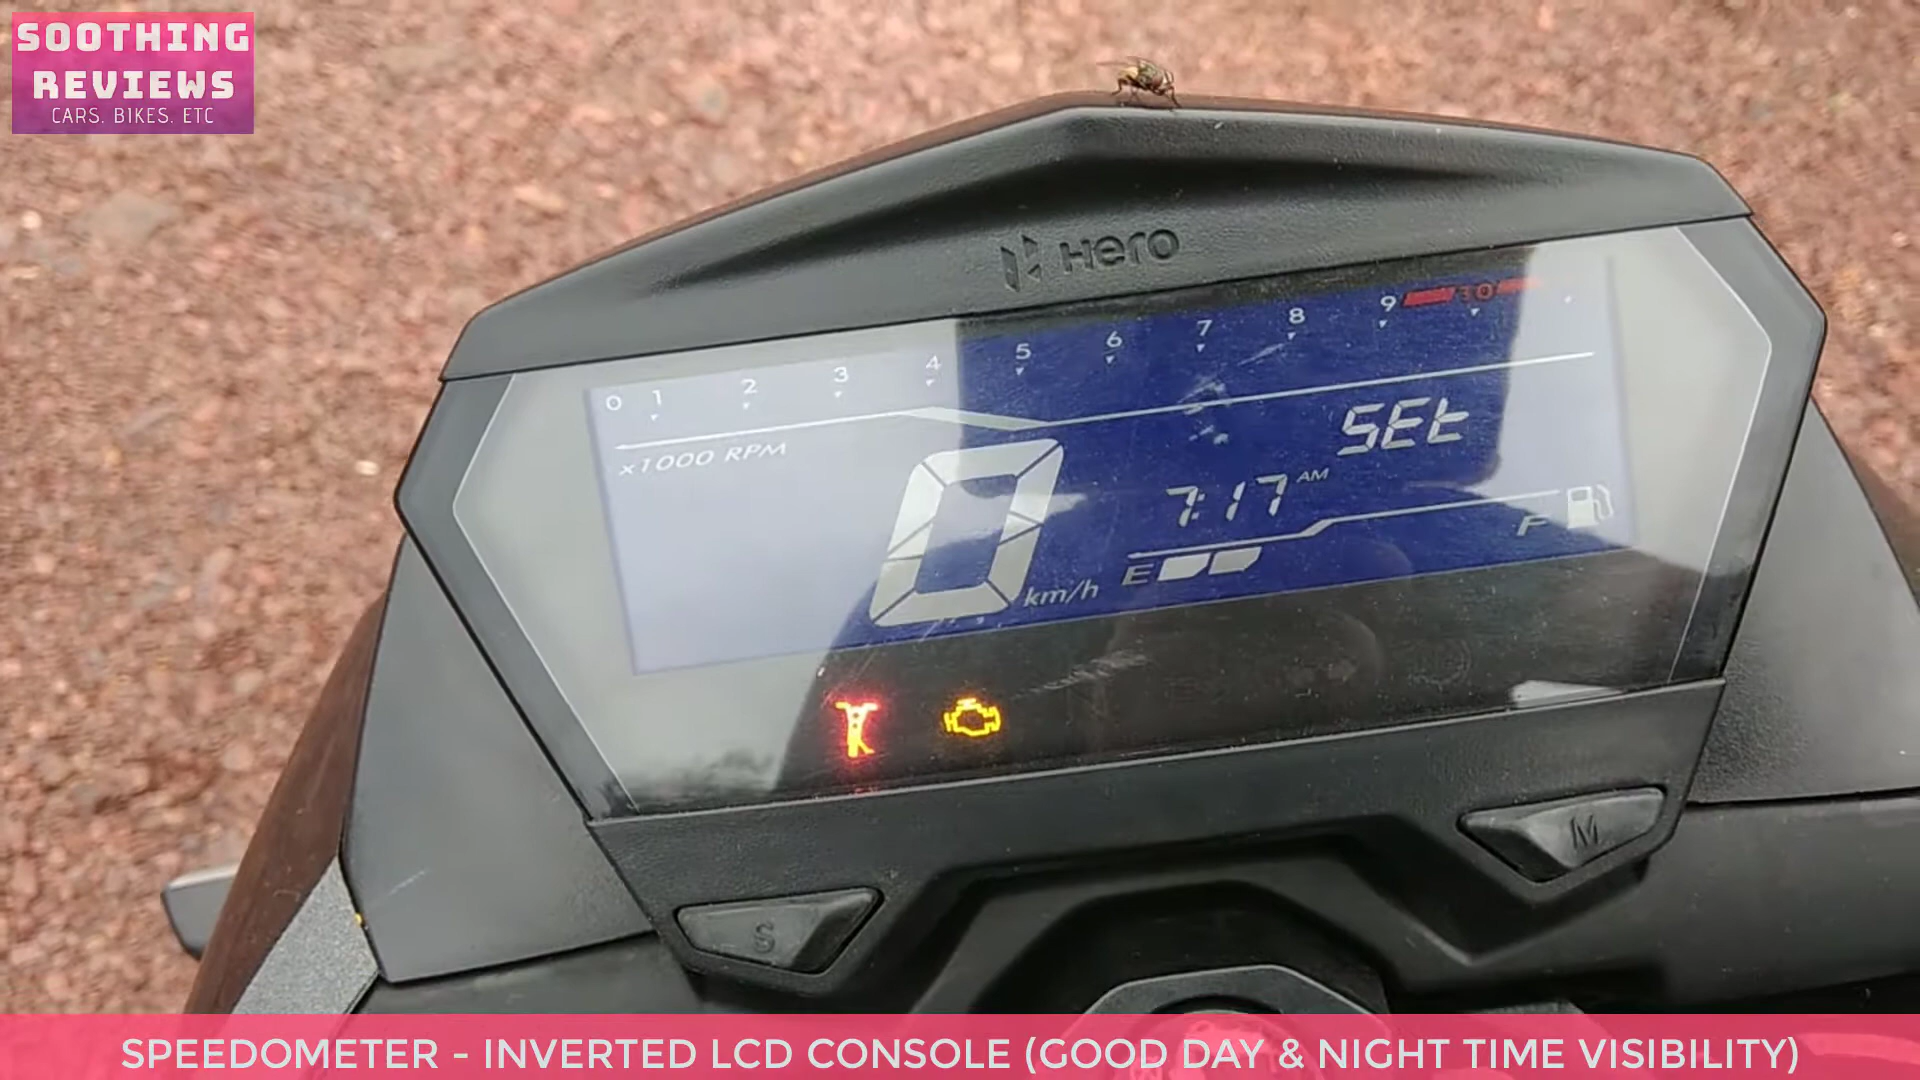 SOOTHING
REVIEWS
CARS. BIKES. ETC
Hero
0 1 2 3 4 5 6 7 8 9 10
x1000 RPM
SEt
0 km/h
7:17 AM
E F
S
M
SPEEDOMETER - INVERTED LCD CONSOLE (GOOD DAY & NIGHT TIME VISIBILITY)